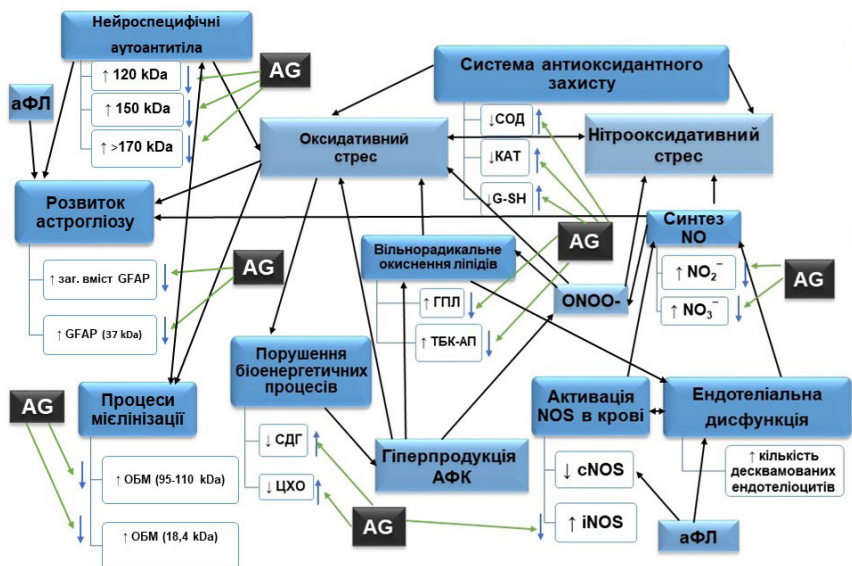 Нейроспецифічні
аутоантитіла
↑ 120 kDa ↓
↑ 150 kDa ↓
↑ >170 kDa ↓
AG
аФЛ
Система антиоксидантного
захисту
↓СОД ↑
↓КАТ ↑
↓G-SH ↑
Оксидативний
стрес
Нітрооксидативний
стрес
Розвиток
астрогліозу
↑ заг. вміст GFAP ↓
↑ GFAP (37 kDa) ↓
AG
Вільнорадикальне
окиснення ліпідів
↑ ГПЛ ↓
↑ ТБК-АП ↓
AG
ONOO-
Синтез
NO
↑ NO₂⁻ ↓
↑ NO₃⁻ ↓
AG
Порушення
біоенергетичних
процесів
↓ СДГ ↑
↓ ЦХО ↑
AG
Процеси
мієлінізації
↓ ↑ ОБМ (95-110 kDa)
↓ ↑ ОБМ (18,4 kDa)
Гіперпродукція
АФК
AG
Активація
NOS в крові
↓ cNOS
↓ ↑ iNOS
Ендотеліальна
дисфункція
↑ кількість
десквамованих
ендотеліоцитів
аФЛ